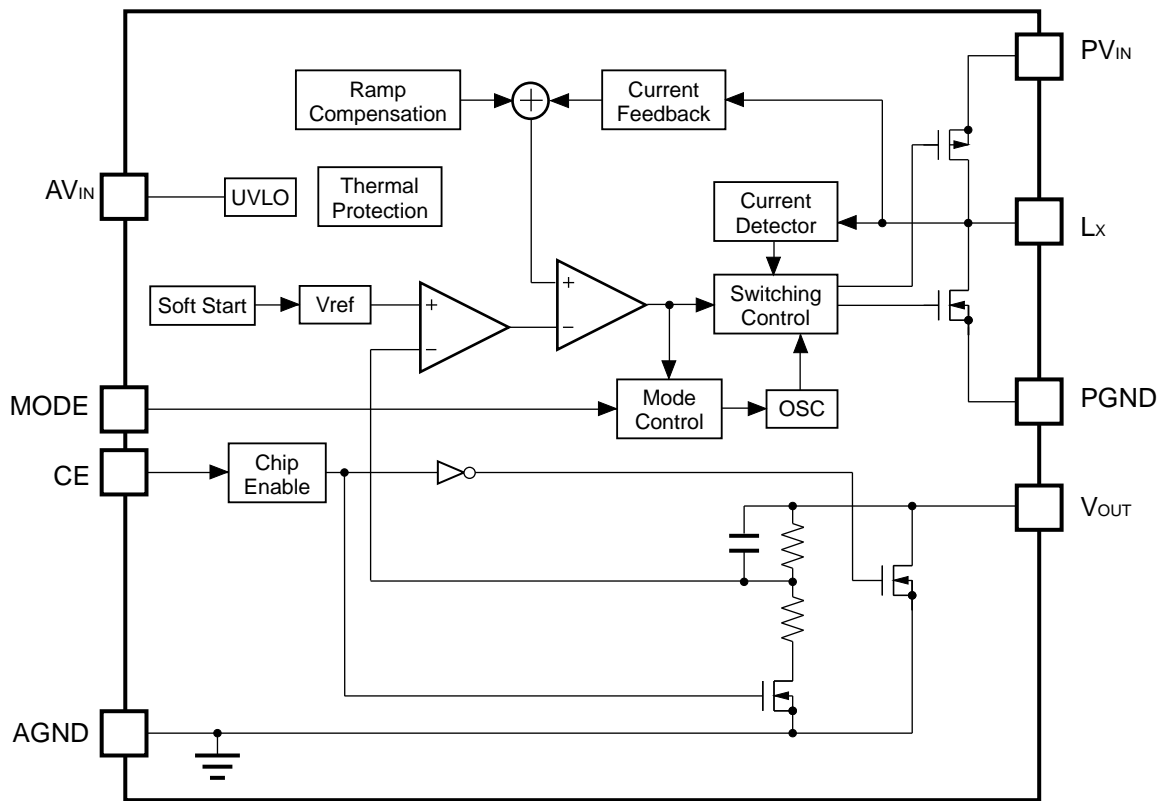 PVIN
Ramp
Compensation
+
Current
Feedback
AVIN
UVLO
Thermal
Protection
Current
Detector
LX
Soft Start
Vref
+
−
+
−
Switching
Control
MODE
Mode
Control
OSC
PGND
CE
Chip
Enable
VOUT
AGND